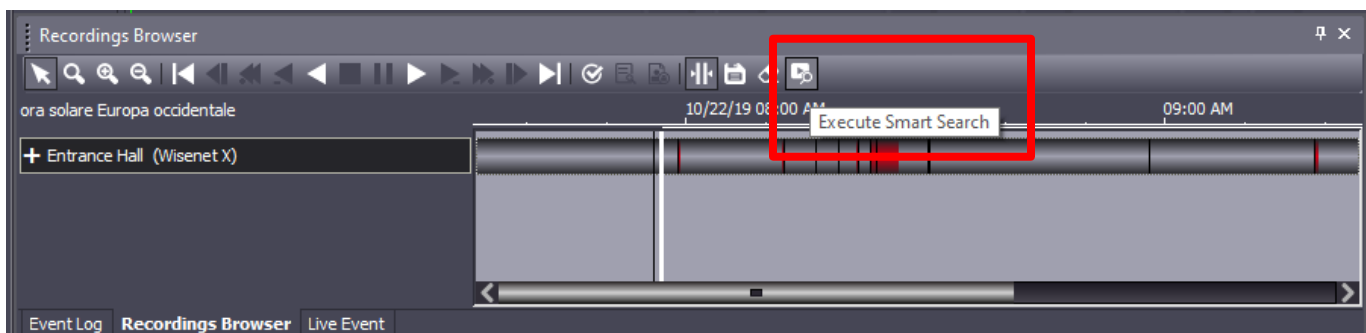 Recordings Browser
ora solare Europa occidentale
10/22/19 08:00 AM
09:00 AM
Execute Smart Search
+ Entrance Hall (Wisenet X)
Event Log Recordings Browser Live Event